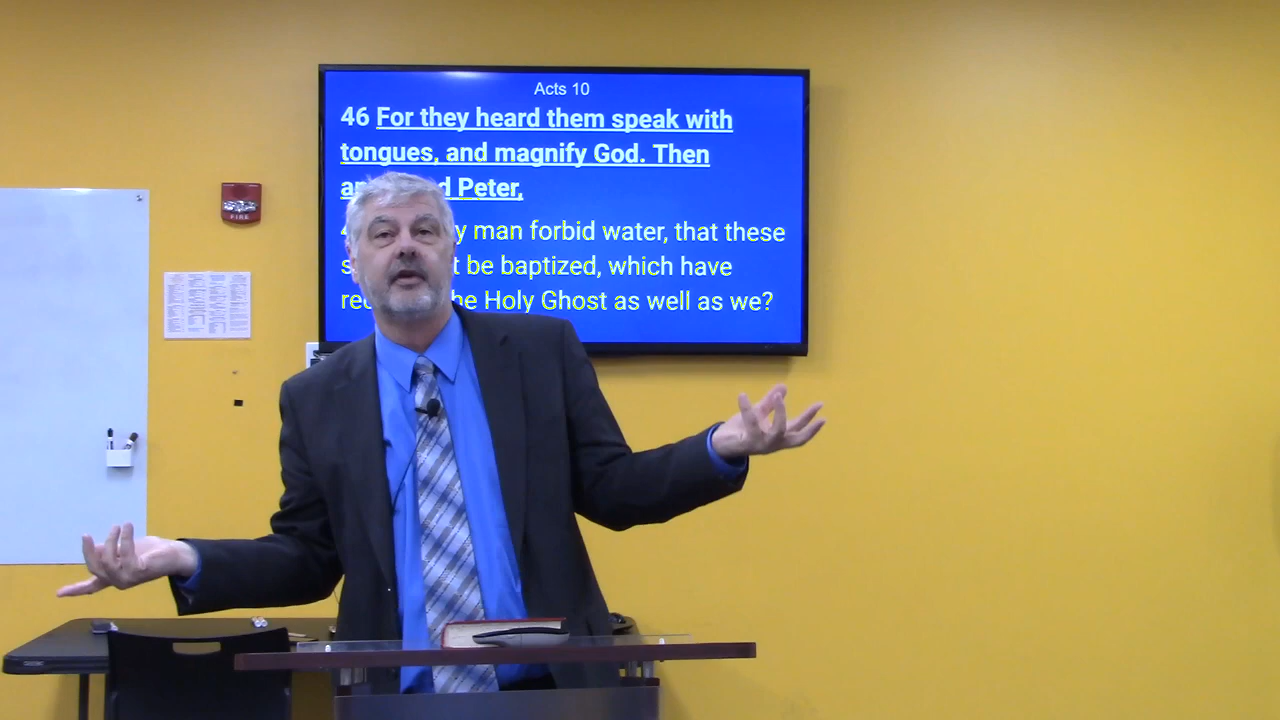 Acts 10
46 For they heard them speak with
tongues, and magnify God. Then
Peter,
man forbid water, that these
be baptized, which have
Holy Ghost as well as we?
FIRE